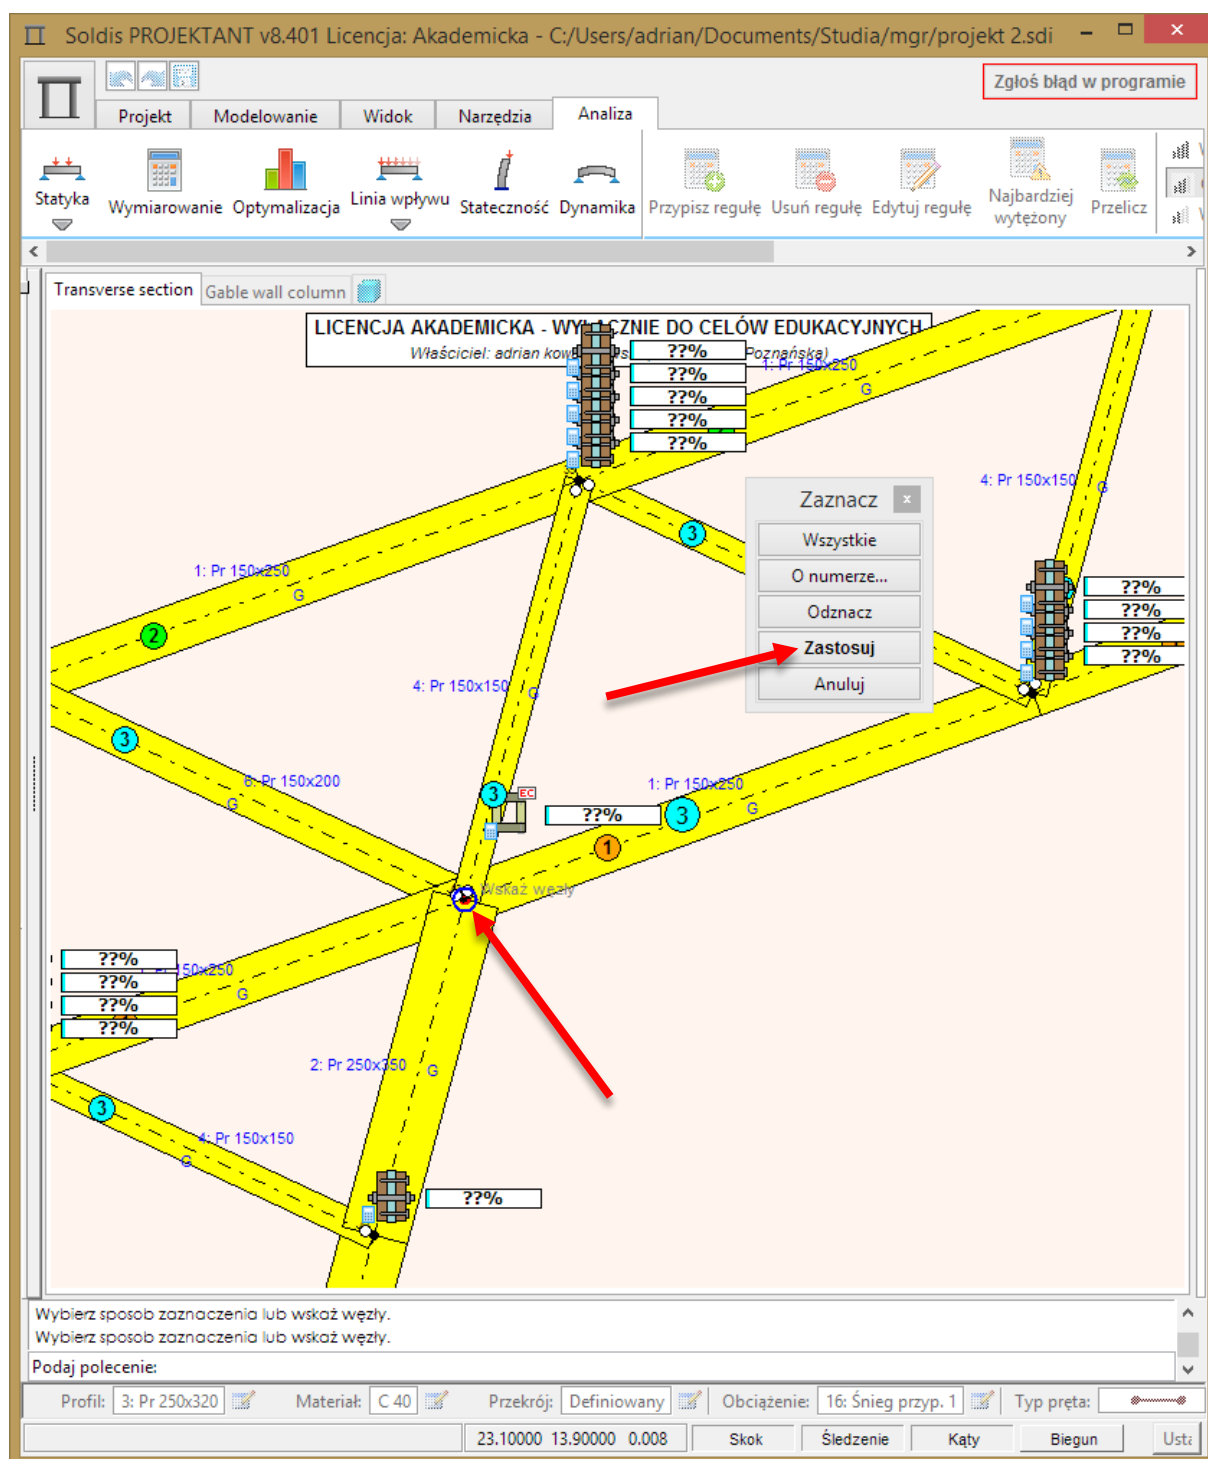 Soldis PROJEKTANT v8.401 Licencja: Akademicka - C:/Users/adrian/Documents/Studia/mgr/projekt 2.sdi
Zgłoś błąd w programie
Projekt Modelowanie Widok Narzędzia Analiza
Statyka Wymiarowanie Optymalizacja Linia wpływu Stateczność Dynamika Przypisz regułę Usuń regułę Edytuj regułę Najbardziej wytężony Przelicz
Transverse section Gable wall column
LICENCJA AKADEMICKA - DO CELÓW EDUKACYJNYCH
Właściciel: adrian Poznańska)
??%
1: Pr 150x250
??%
G
??%
??%
??%
4: Pr 150x150
G
Zaznacz x
Wszystkie
O numerze...
Odznacz
Zastosuj
Anuluj
3
1: Pr 150x250
G
2
??%
??%
??%
??%
4: Pr 150x150
G
3
6: Pr 150x200
G
3
EC
??%
1: Pr 150x250
3
G
1
Wskaż węzły
??%
150x250
??%
G
??%
??%
2: Pr 250x350
G
3
4: Pr 150x150
G
??%
Wybierz sposob zaznaczenia lub wskaż węzły.
Wybierz sposob zaznaczenia lub wskaż węzły.
Podaj polecenie:
Profil: 3: Pr 250x320 Materiał: C 40 Przekrój: Definiowany Obciążenie: 16: Śnieg przyp. 1 Typ pręta:
23.10000 13.90000 0.008 Skok Śledzenie Kąty Biegun